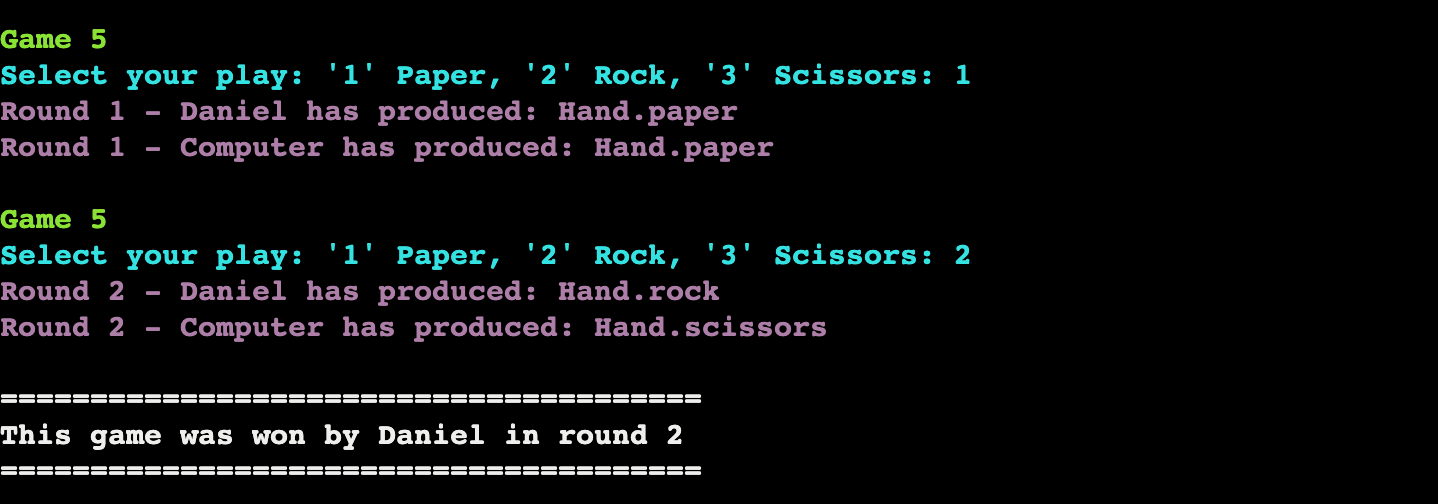 Game 5
Select your play: '1' Paper, '2' Rock, '3' Scissors: 1
Round 1 - Daniel has produced: Hand.paper
Round 1 - Computer has produced: Hand.paper
Game 5
Select your play: '1' Paper, '2' Rock, '3' Scissors: 2
Round 2 - Daniel has produced: Hand.rock
Round 2 - Computer has produced: Hand.scissors
=======================================
This game was won by Daniel in round 2
=======================================